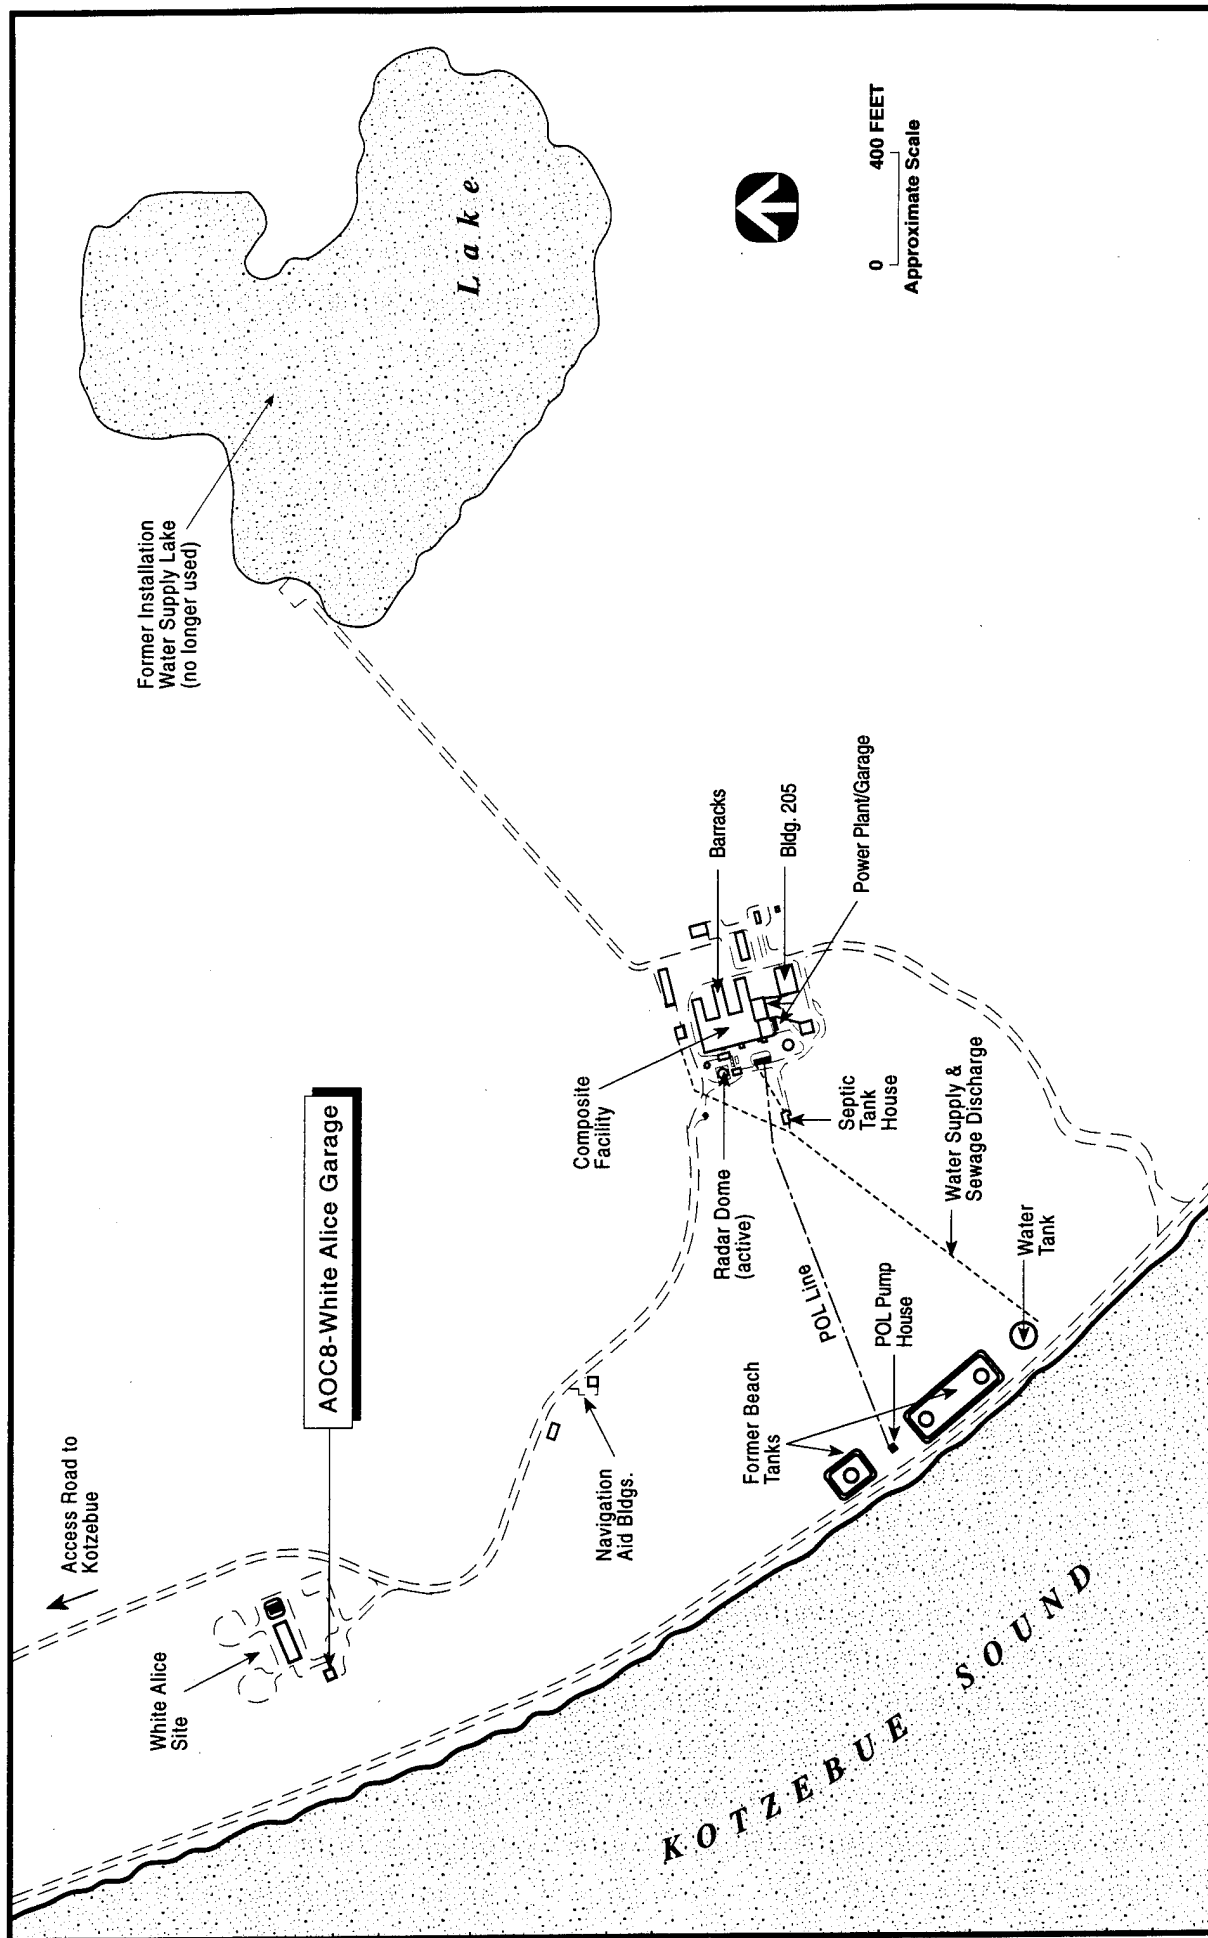 Access Road to
Kotzebue
White Alice
Site
AOC8-White Alice Garage
Former Installation
Water Supply Lake
(no longer used)
Lake
Navigation
Aid Bldgs.
Composite
Facility
Barracks
Bldg. 205
Power Plant/Garage
Radar Dome
(active)
Septic
Tank
House
POL Line
POL Pump
House
Former Beach
Tanks
Water Supply &
Sewage Discharge
Water
Tank
KOTZEBUE SOUND
0 400 FEET
Approximate Scale